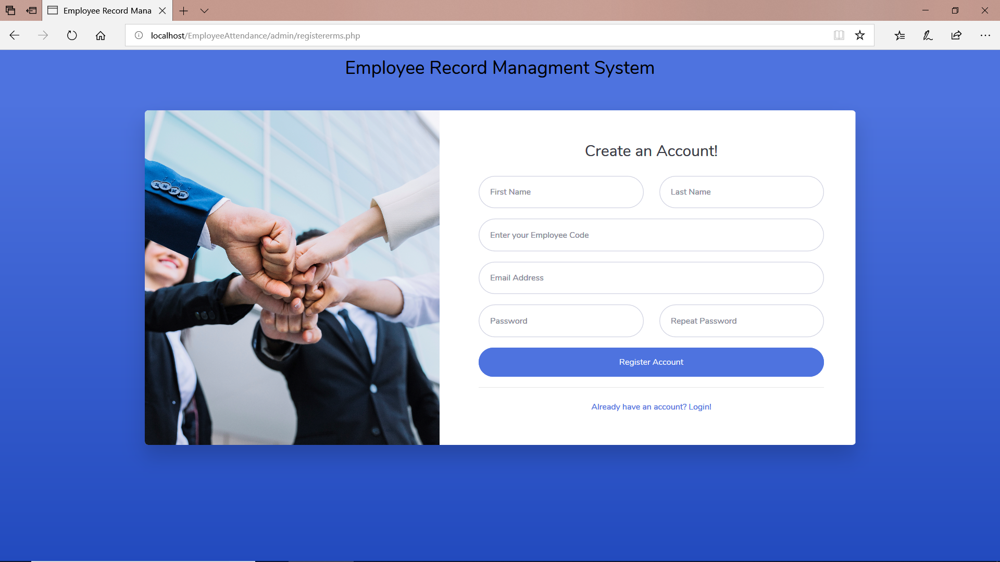 Employee Record Mana
localhost/EmployeeAttendance/admin/registererms.php
Employee Record Managment System
Create an Account!
First Name
Last Name
Enter your Employee Code
Email Address
Password
Repeat Password
Register Account
Already have an account? Login!